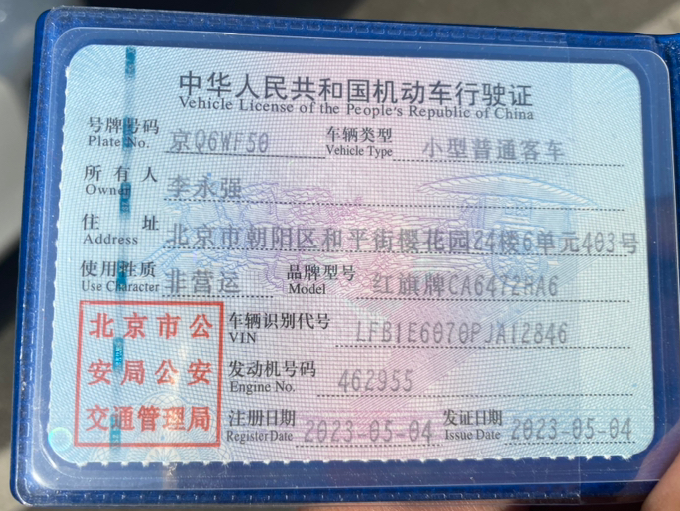 中华人民共和国机动车行驶证
Vehicle License of the People's Republic of China
号牌号码 京Q6WF50 车辆类型 小型普通客车
Plate No. Vehicle Type
所有人 李永强
Owner
住址 北京市朝阳区和平街樱花园24楼6单元403号
Address
使用性质 非营运 品牌型号 红旗牌CA6472HA6
Use Character Model
北京市公安局公安交通管理局
车辆识别代号 LFB1E6070PJA12846
VIN
发动机号码 462955
Engine No.
注册日期 2023-05-04 发证日期 2023-05-04
Register Date Issue Date